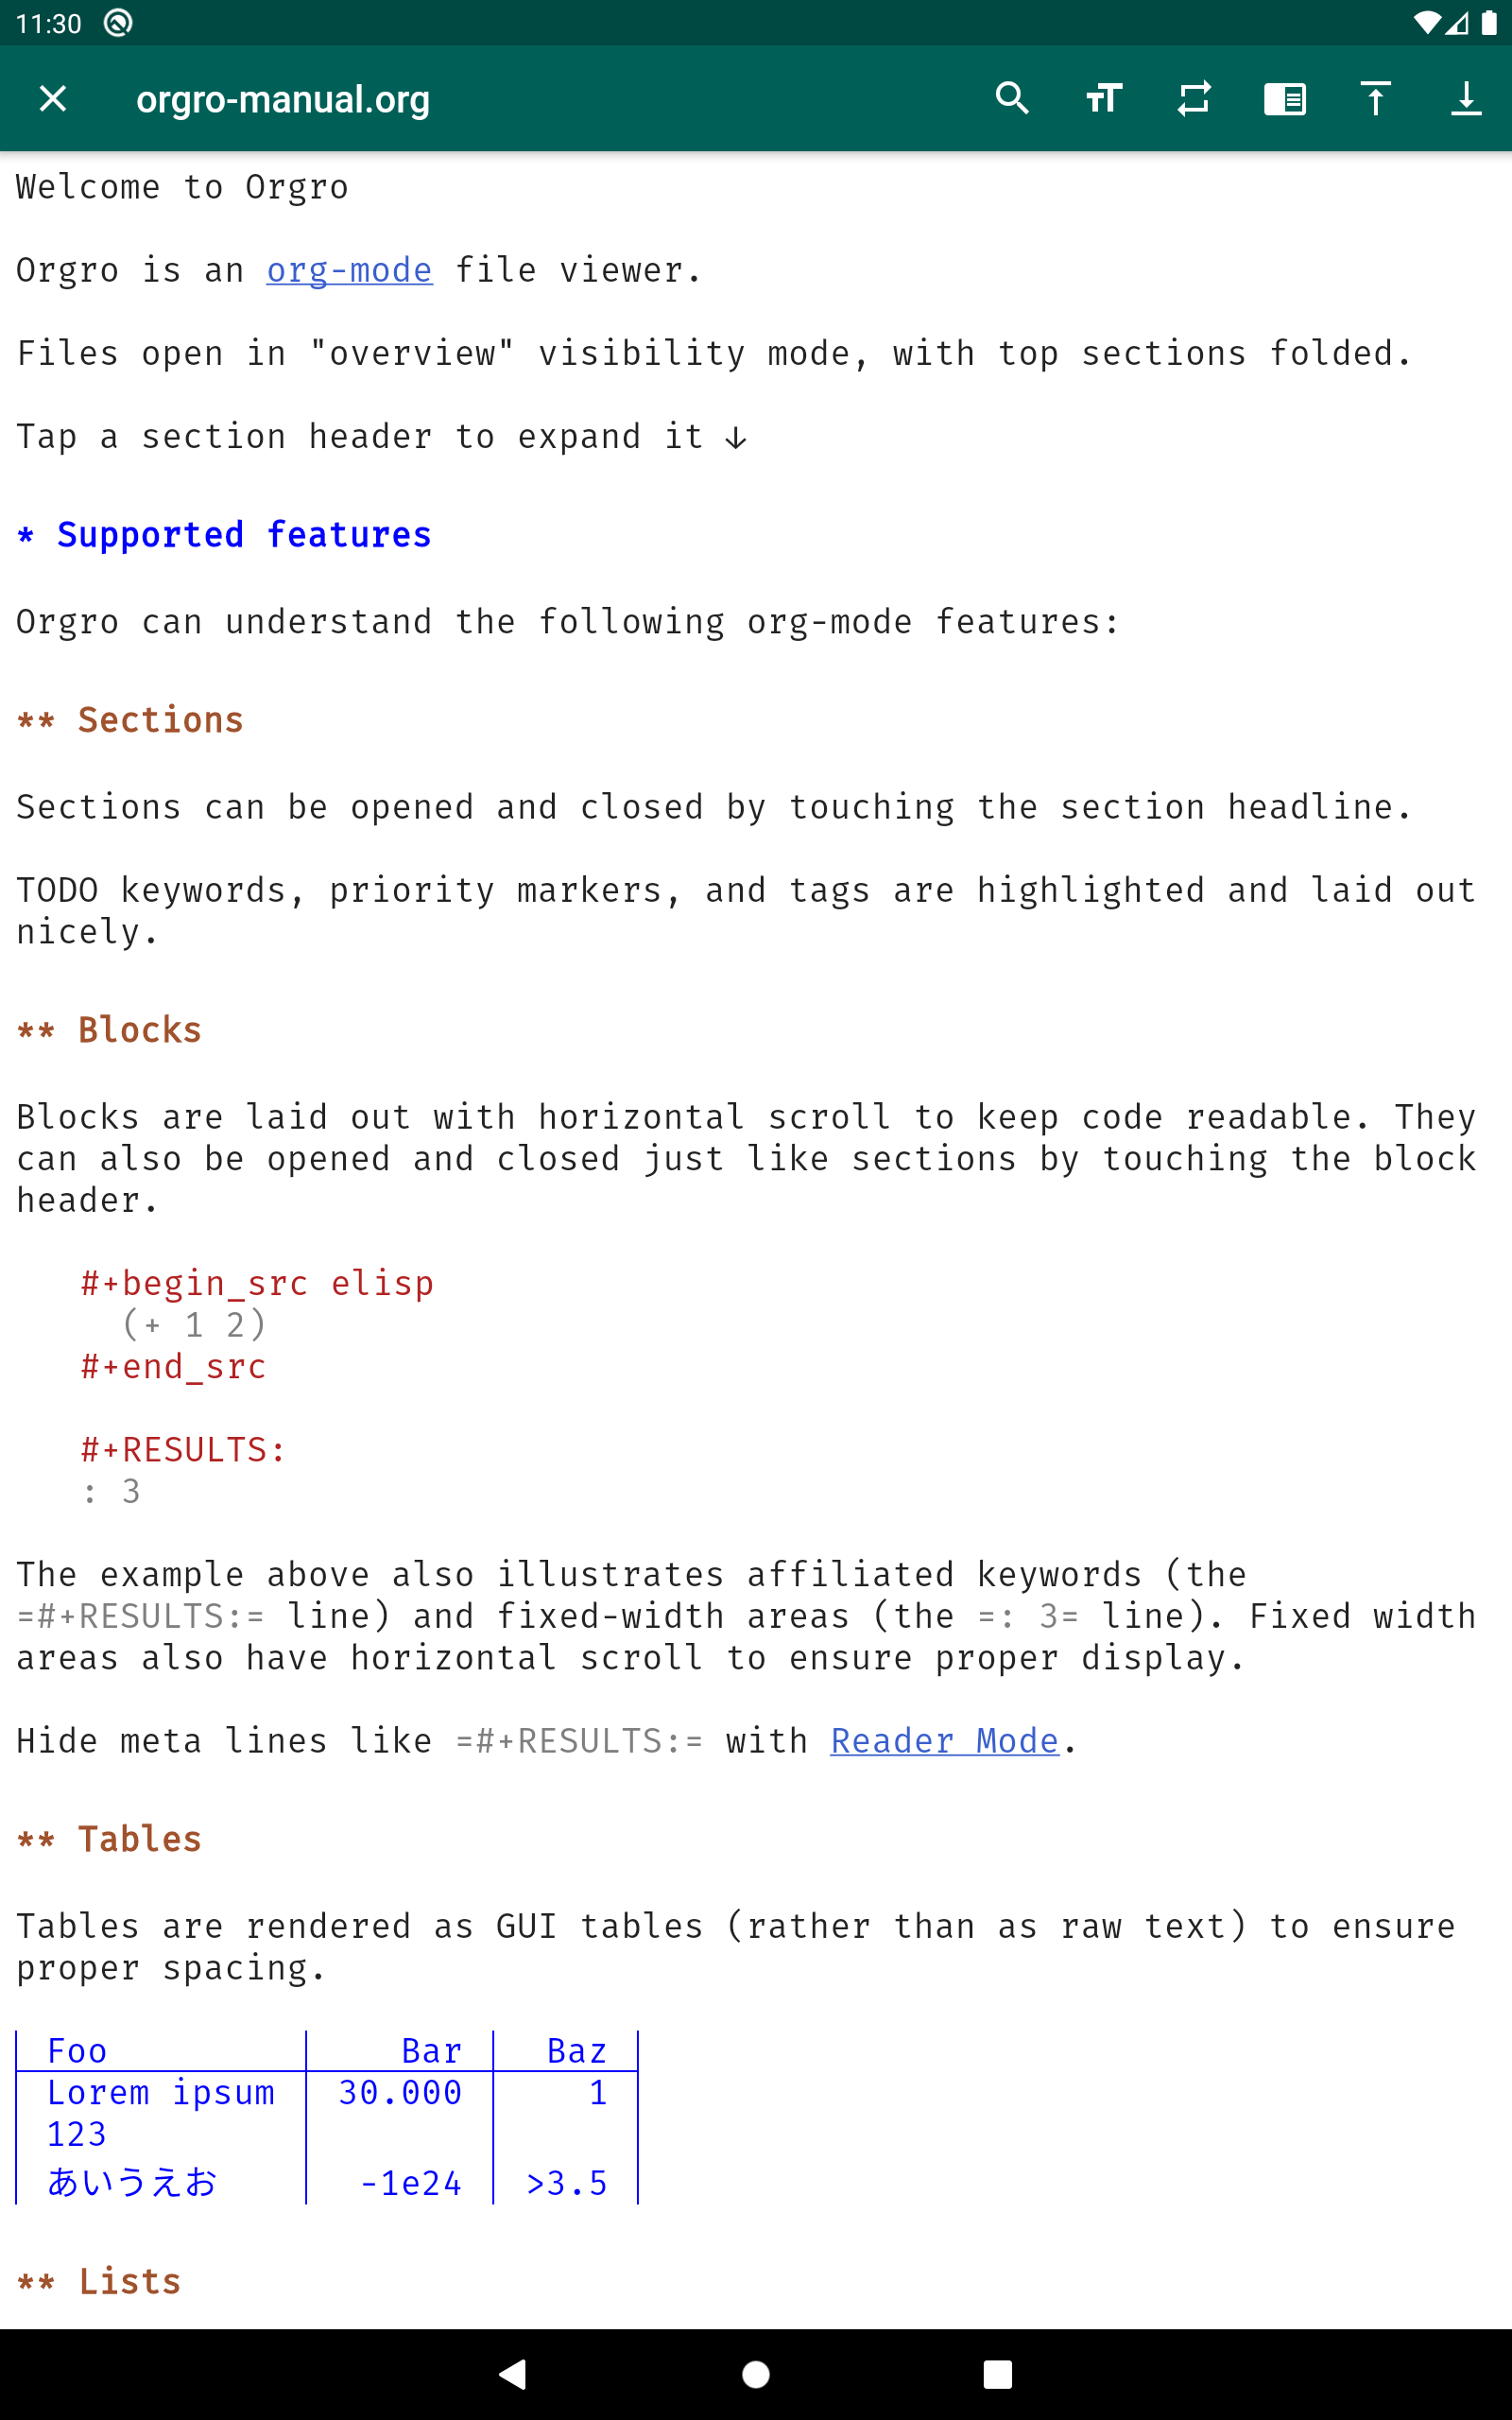 11:30
orgro-manual.org
Welcome to Orgro
Orgro is an org-mode file viewer.
Files open in "overview" visibility mode, with top sections folded.
Tap a section header to expand it ↓
* Supported features
Orgro can understand the following org-mode features:
** Sections
Sections can be opened and closed by touching the section headline.
TODO keywords, priority markers, and tags are highlighted and laid out
nicely.
** Blocks
Blocks are laid out with horizontal scroll to keep code readable. They
can also be opened and closed just like sections by touching the block
header.
#+begin_src elisp
(+ 1 2)
#+end_src
#+RESULTS:
: 3
The example above also illustrates affiliated keywords (the
=#+RESULTS:= line) and fixed-width areas (the =: 3= line). Fixed width
areas also have horizontal scroll to ensure proper display.
Hide meta lines like =#+RESULTS:= with Reader Mode.
** Tables
Tables are rendered as GUI tables (rather than as raw text) to ensure
proper spacing.
Foo Bar Baz
Lorem ipsum 30.000 1
123
あいうえお -1e24 >3.5
** Lists